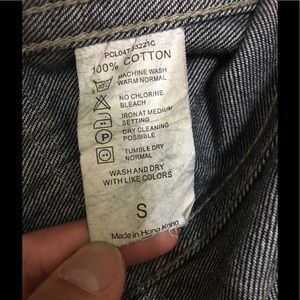 100% COTTON
MACHINE WASH
WARM NORMAL
NO CHLORINE
BLEACH
IRON AT MEDIUM
SETTING
P
DRY CLEANING
POSSIBLE
TUMBLE DRY
NORMAL
WASH AND DRY
WITH LIKE COLORS
S
Made in Hong Kong